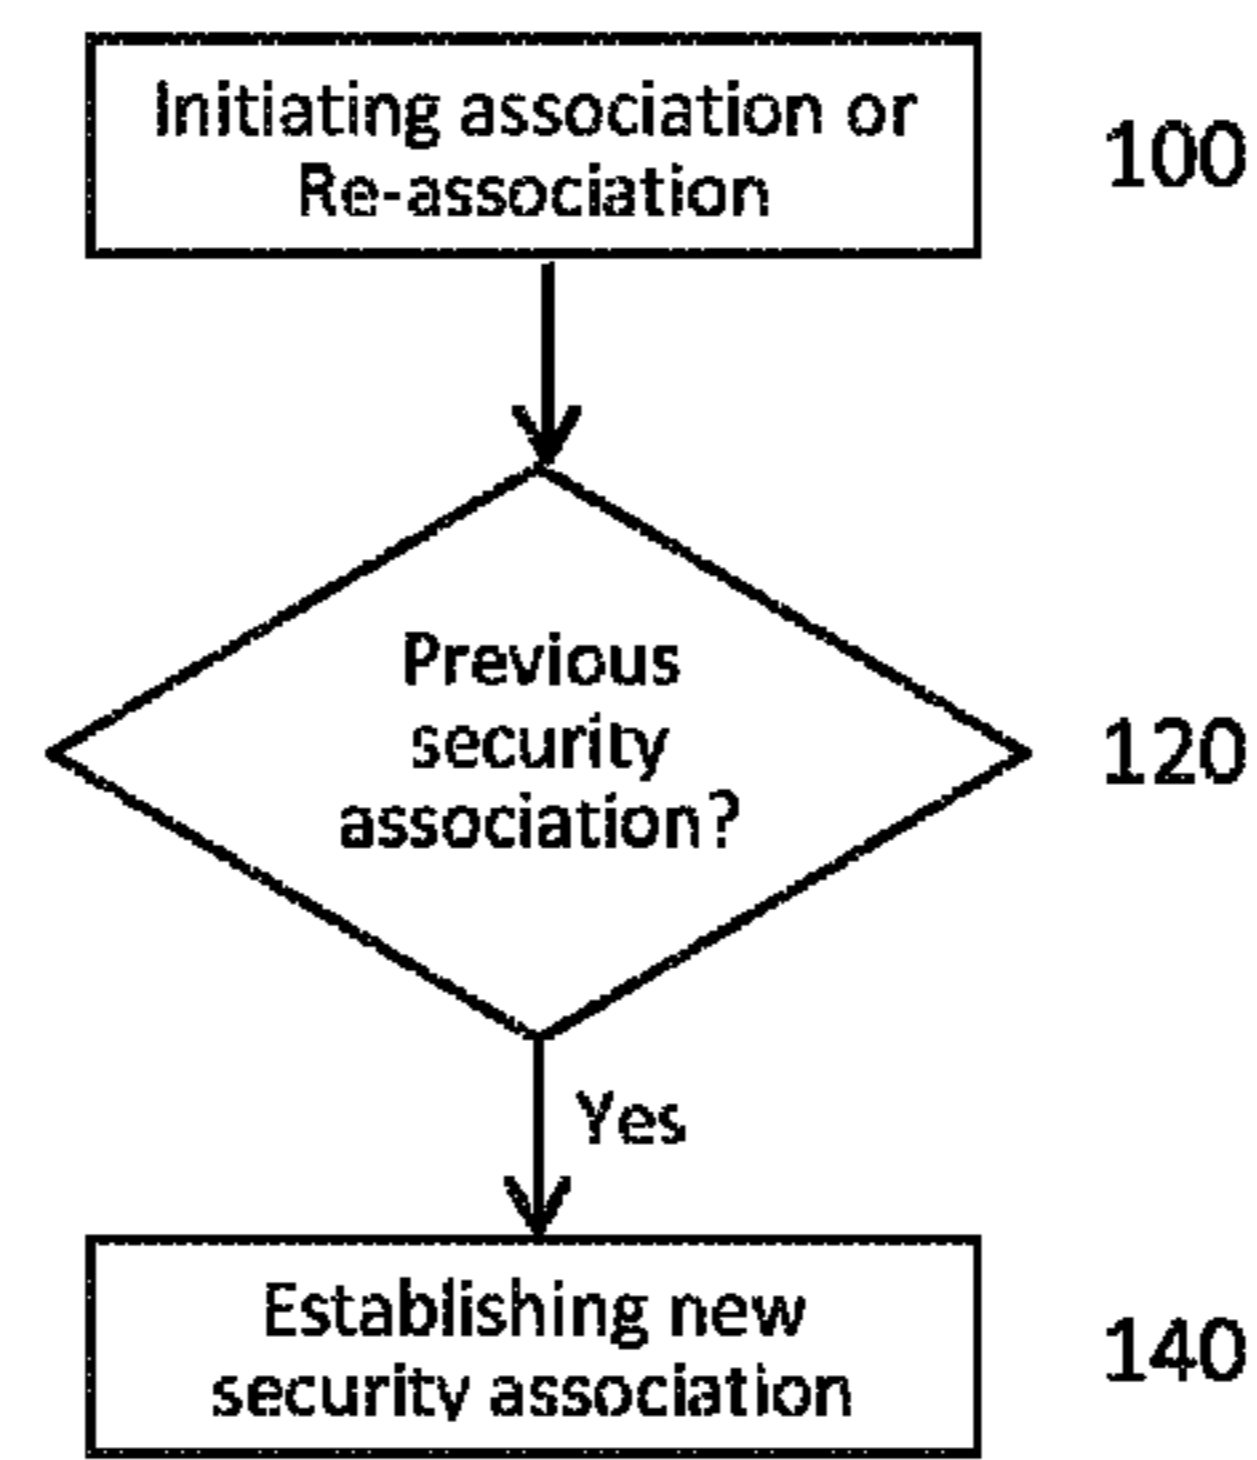 Initiating association or
Re-association
100
Previous
security
association?
120
Yes
Establishing new
security association
140